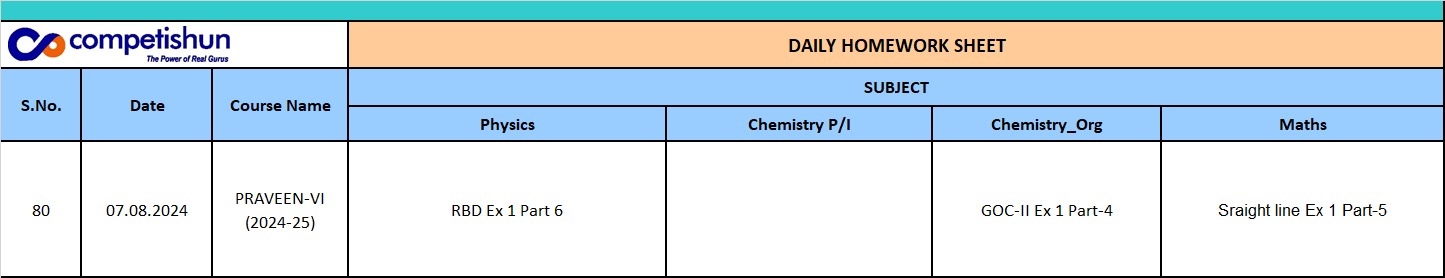 competishun
The Power of Real Gurus
DAILY HOMEWORK SHEET
S.No.
Date
Course Name
SUBJECT
Physics
Chemistry P/I
Chemistry_Org
Maths
80
07.08.2024
PRAVEEN-VI
(2024-25)
RBD Ex 1 Part 6
GOC-II Ex 1 Part-4
Sraight line Ex 1 Part-5